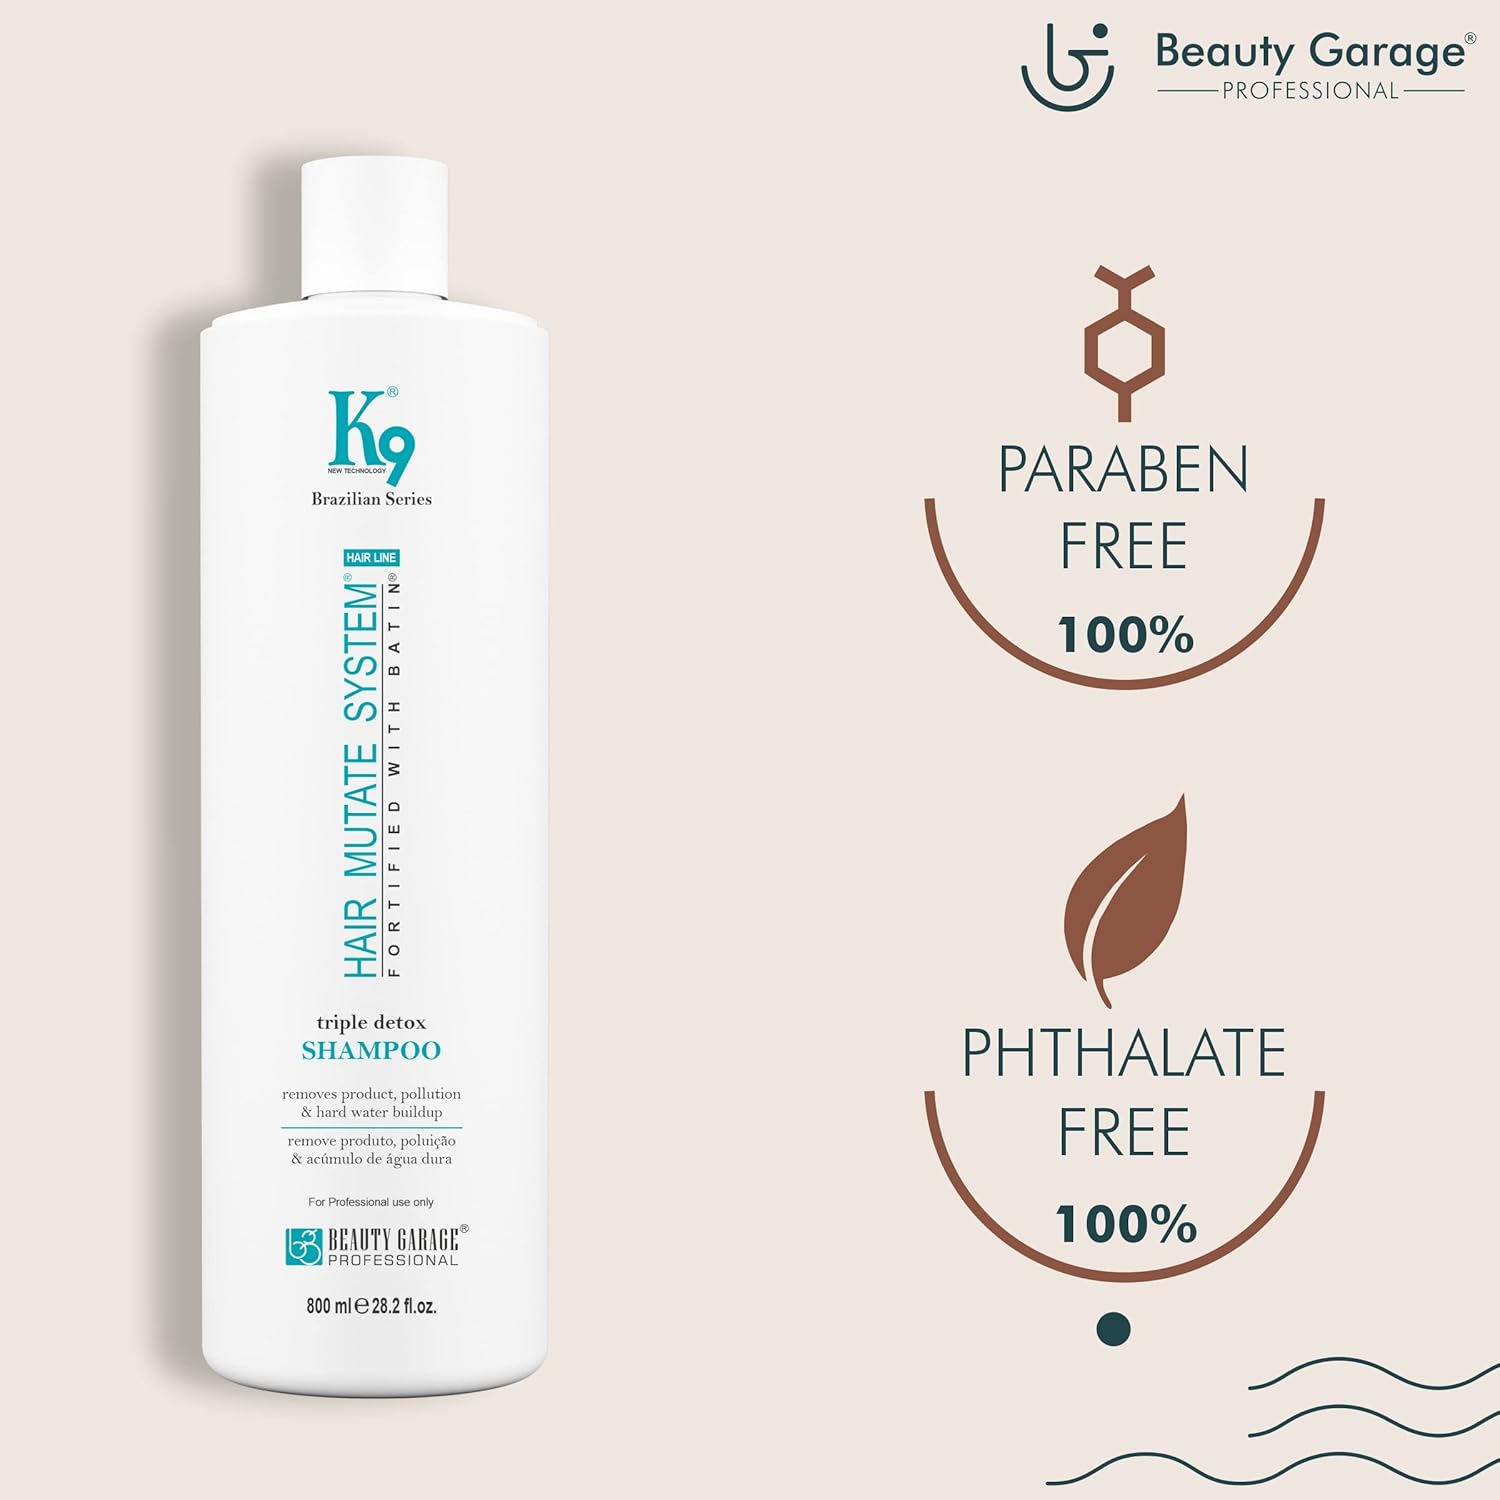 Beauty Garage®
PROFESSIONAL
K9®
NEW TECHNOLOGY
Brazilian Series
HAIR LINE
HAIR MUTATE SYSTEM®
FORTIFIED WITH BATIN®
triple detox
SHAMPOO
removes product, pollution
& hard water buildup
remove produto, poluição
& acúmulo de água dura
For Professional use only
BEAUTY GARAGE®
PROFESSIONAL
800 ml e 28.2 fl.oz.
PARABEN
FREE
100%
PHTHALATE
FREE
100%